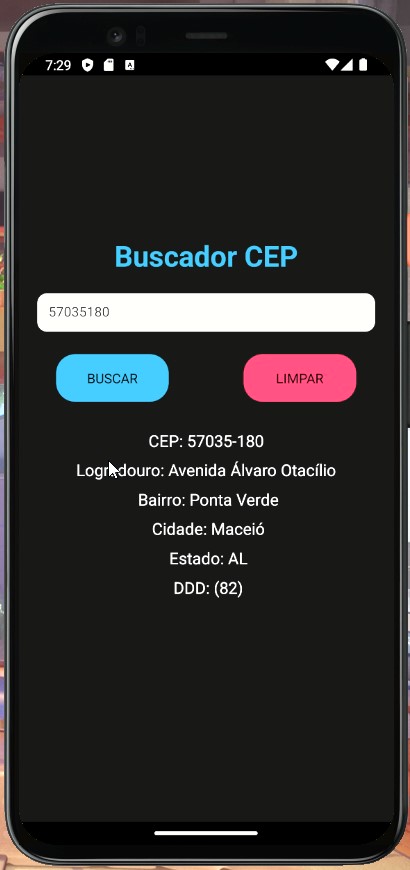 7:29
Buscador CEP
57035180
BUSCAR LIMPAR
CEP: 57035-180
Logradouro: Avenida Álvaro Otacílio
Bairro: Ponta Verde
Cidade: Maceió
Estado: AL
DDD: (82)